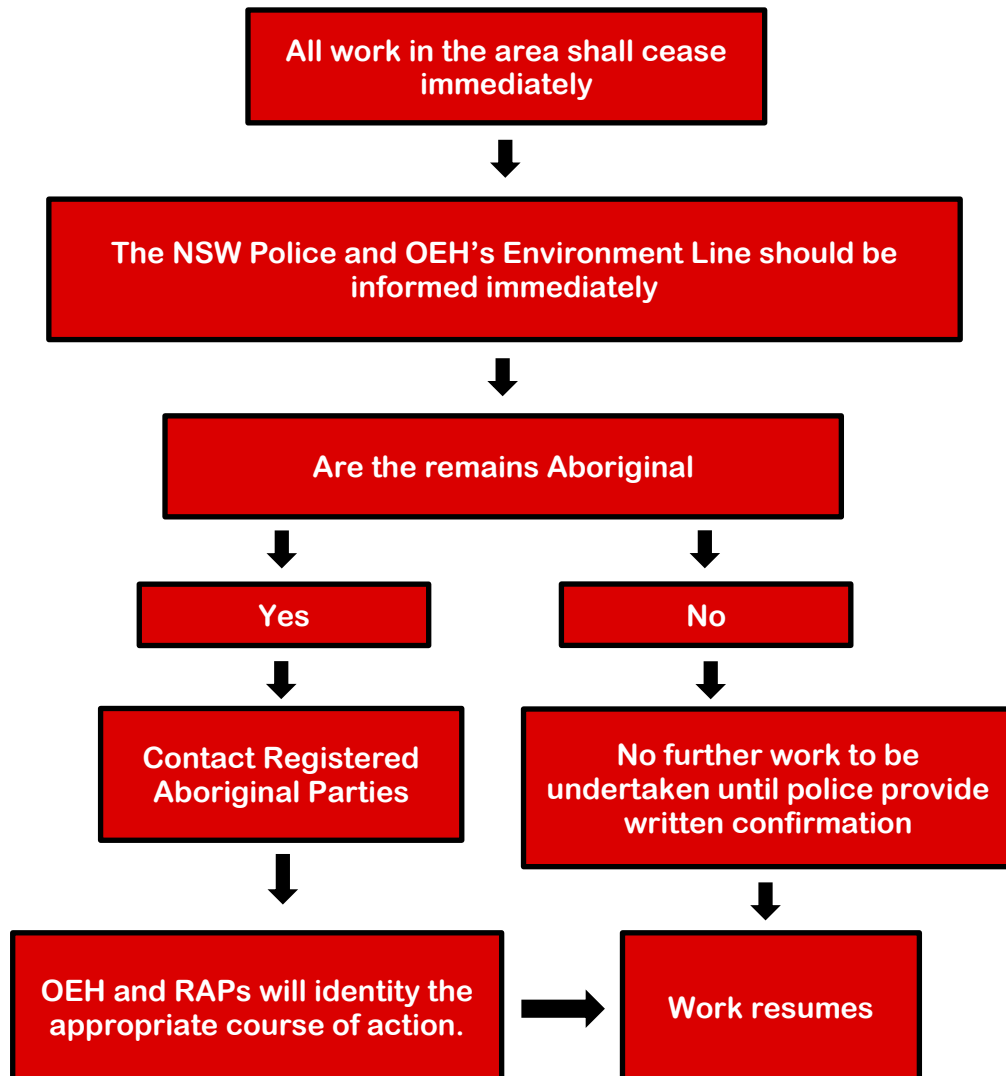 All work in the area shall cease
immediately
The NSW Police and OEH's Environment Line should be
informed immediately
Are the remains Aboriginal
Yes
No
Contact Registered
Aboriginal Parties
No further work to be
undertaken until police provide
written confirmation
OEH and RAPs will identity the
appropriate course of action.
Work resumes